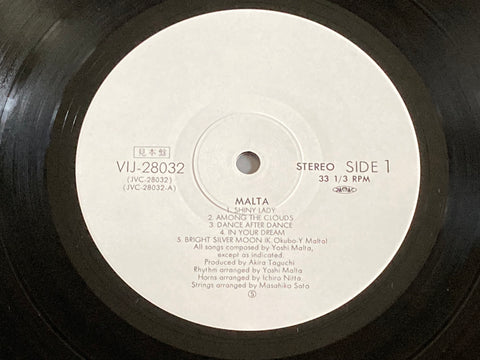 見本盤
VIJ-28032
(JVC-28032)
(JVC-28032-A)
STEREO SIDE 1
33 1/3 RPM
MALTA
1. SHINY LADY
2. AMONG THE CLOUDS
3. DANCE AFTER DANCE
4. IN YOUR DREAM
5. BRIGHT SILVER MOON (K. Okubo-Y Malta)
All songs composed by Yoshi Malta,
except as indicated.
Produced by Akira Taguchi
Rhythm arranged by Yoshi Malta
Horns arranged by Ichiro Nitta
Strings arranged by Masahiko Sato
Ⓢ